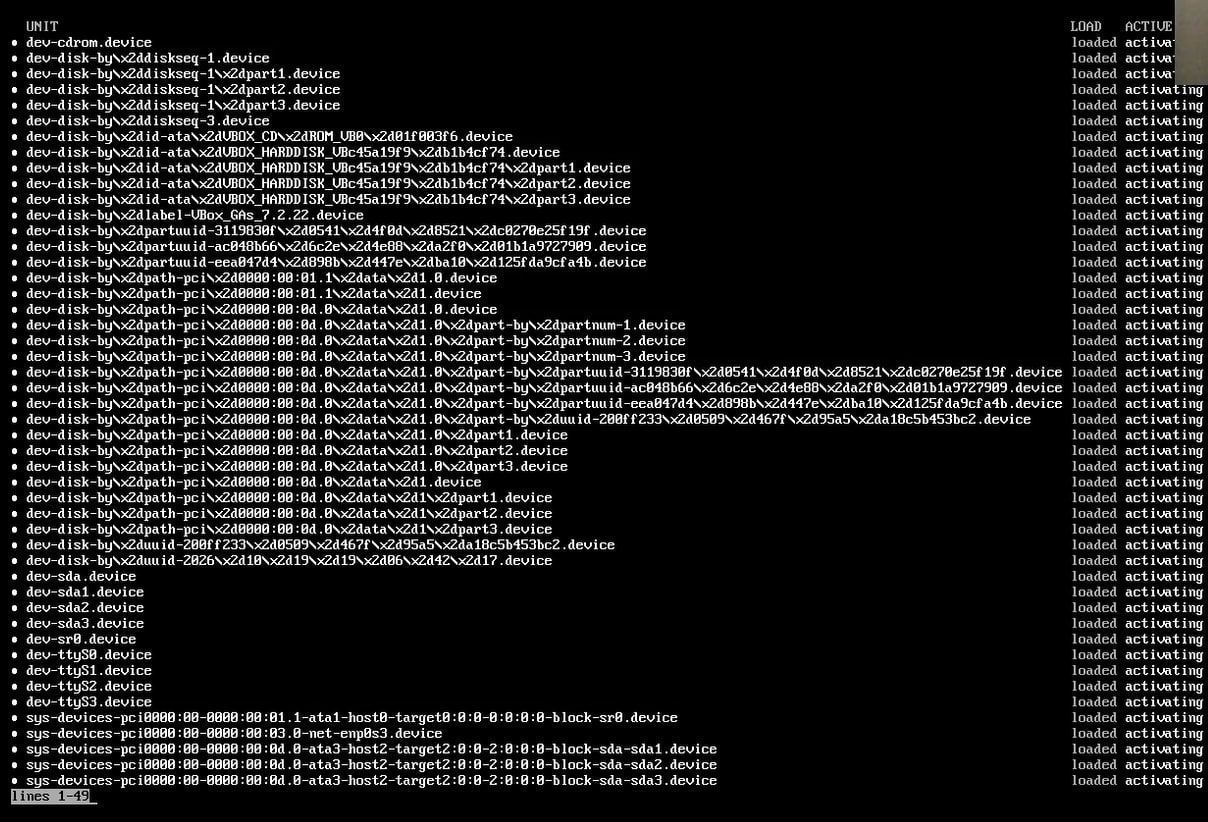 UNIT LOAD ACTIVE
● dev-cdrom.device loaded activa
● dev-disk-by\x2ddiskseq-1.device loaded activa
● dev-disk-by\x2ddiskseq-1\x2dpart1.device loaded activa
● dev-disk-by\x2ddiskseq-1\x2dpart2.device loaded activating
● dev-disk-by\x2ddiskseq-1\x2dpart3.device loaded activating
● dev-disk-by\x2ddiskseq-3.device loaded activating
● dev-disk-by\x2did-ata\x2dVBOX_CD\x2dROM_VB0\x2d01f003f6.device loaded activating
● dev-disk-by\x2did-ata\x2dVBOX_HARDDISK_VBc45a19f9\x2db1b4cf74.device loaded activating
● dev-disk-by\x2did-ata\x2dVBOX_HARDDISK_VBc45a19f9\x2db1b4cf74\x2dpart1.device loaded activating
● dev-disk-by\x2did-ata\x2dVBOX_HARDDISK_VBc45a19f9\x2db1b4cf74\x2dpart2.device loaded activating
● dev-disk-by\x2did-ata\x2dVBOX_HARDDISK_VBc45a19f9\x2db1b4cf74\x2dpart3.device loaded activating
● dev-disk-by\x2dlabel-VBox_GAs_7.2.22.device loaded activating
● dev-disk-by\x2dpartuuid-3119830f\x2d0541\x2d4f0d\x2d8521\x2dc0270e25f19f.device loaded activating
● dev-disk-by\x2dpartuuid-ac048b66\x2d6c2e\x2d4e88\x2da2f0\x2d01b1a9727909.device loaded activating
● dev-disk-by\x2dpartuuid-eea047d4\x2d898b\x2d447e\x2dba10\x2d125fda9cfa4b.device loaded activating
● dev-disk-by\x2dpath-pci\x2d0000:00:01.1\x2data\x2d1.0.device loaded activating
● dev-disk-by\x2dpath-pci\x2d0000:00:01.1\x2data\x2d1.device loaded activating
● dev-disk-by\x2dpath-pci\x2d0000:00:0d.0\x2data\x2d1.0.device loaded activating
● dev-disk-by\x2dpath-pci\x2d0000:00:0d.0\x2data\x2d1.0\x2dpart-by\x2dpartnum-1.device loaded activating
● dev-disk-by\x2dpath-pci\x2d0000:00:0d.0\x2data\x2d1.0\x2dpart-by\x2dpartnum-2.device loaded activating
● dev-disk-by\x2dpath-pci\x2d0000:00:0d.0\x2data\x2d1.0\x2dpart-by\x2dpartnum-3.device loaded activating
● dev-disk-by\x2dpath-pci\x2d0000:00:0d.0\x2data\x2d1.0\x2dpart-by\x2dpartuuid-3119830f\x2d0541\x2d4f0d\x2d8521\x2dc0270e25f19f.device loaded activating
● dev-disk-by\x2dpath-pci\x2d0000:00:0d.0\x2data\x2d1.0\x2dpart-by\x2dpartuuid-ac048b66\x2d6c2e\x2d4e88\x2da2f0\x2d01b1a9727909.device loaded activating
● dev-disk-by\x2dpath-pci\x2d0000:00:0d.0\x2data\x2d1.0\x2dpart-by\x2dpartuuid-eea047d4\x2d898b\x2d447e\x2dba10\x2d125fda9cfa4b.device loaded activating
● dev-disk-by\x2dpath-pci\x2d0000:00:0d.0\x2data\x2d1.0\x2dpart-by\x2duuid-200ff233\x2d0509\x2d467f\x2d95a5\x2da18c5b453bc2.device loaded activating
● dev-disk-by\x2dpath-pci\x2d0000:00:0d.0\x2data\x2d1.0\x2dpart1.device loaded activating
● dev-disk-by\x2dpath-pci\x2d0000:00:0d.0\x2data\x2d1.0\x2dpart2.device loaded activating
● dev-disk-by\x2dpath-pci\x2d0000:00:0d.0\x2data\x2d1.0\x2dpart3.device loaded activating
● dev-disk-by\x2dpath-pci\x2d0000:00:0d.0\x2data\x2d1.device loaded activating
● dev-disk-by\x2dpath-pci\x2d0000:00:0d.0\x2data\x2d1\x2dpart1.device loaded activating
● dev-disk-by\x2dpath-pci\x2d0000:00:0d.0\x2data\x2d1\x2dpart2.device loaded activating
● dev-disk-by\x2dpath-pci\x2d0000:00:0d.0\x2data\x2d1\x2dpart3.device loaded activating
● dev-disk-by\x2duuid-200ff233\x2d0509\x2d467f\x2d95a5\x2da18c5b453bc2.device loaded activating
● dev-disk-by\x2duuid-2026\x2d10\x2d19\x2d19\x2d06\x2d42\x2d17.device loaded activating
● dev-sda.device loaded activating
● dev-sda1.device loaded activating
● dev-sda2.device loaded activating
● dev-sda3.device loaded activating
● dev-sr0.device loaded activating
● dev-ttyS0.device loaded activating
● dev-ttyS1.device loaded activating
● dev-ttyS2.device loaded activating
● dev-ttyS3.device loaded activating
● sys-devices-pci0000:00-0000:00:01.1-ata1-host0-target0:0:0-0:0:0:0-block-sr0.device loaded activating
● sys-devices-pci0000:00-0000:00:03.0-net-enp0s3.device loaded activating
● sys-devices-pci0000:00-0000:00:0d.0-ata3-host2-target2:0:0-2:0:0:0-block-sda-sda1.device loaded activating
● sys-devices-pci0000:00-0000:00:0d.0-ata3-host2-target2:0:0-2:0:0:0-block-sda-sda2.device loaded activating
● sys-devices-pci0000:00-0000:00:0d.0-ata3-host2-target2:0:0-2:0:0:0-block-sda-sda3.device loaded activating
lines 1-49